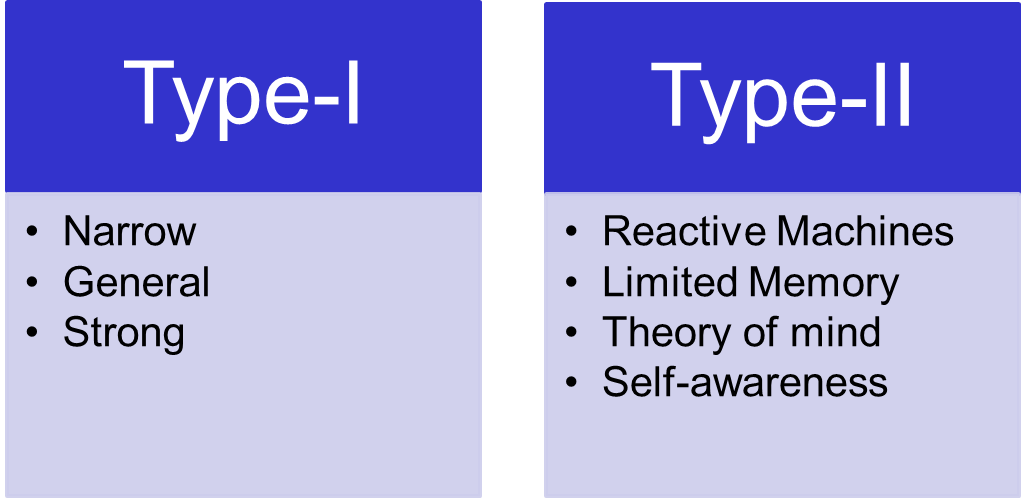 Type-I
• Narrow
• General
• Strong
Type-II
• Reactive Machines
• Limited Memory
• Theory of mind
• Self-awareness